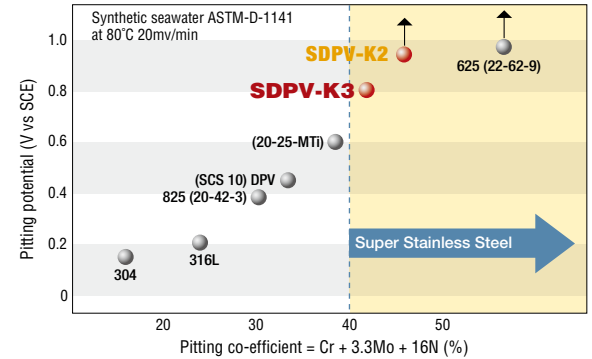 Synthetic seawater ASTM-D-1141
at 80˚C 20mv/min
Pitting potential (V vs SCE)
1.0
0.8
0.6
0.4
0.2
0
SDPV-K2
625 (22-62-9)
SDPV-K3
(20-25-MTi)
(SCS 10) DPV
825 (20-42-3)
316L
304
Super Stainless Steel
20
30
40
50
Pitting co-efficient = Cr + 3.3Mo + 16N (%)